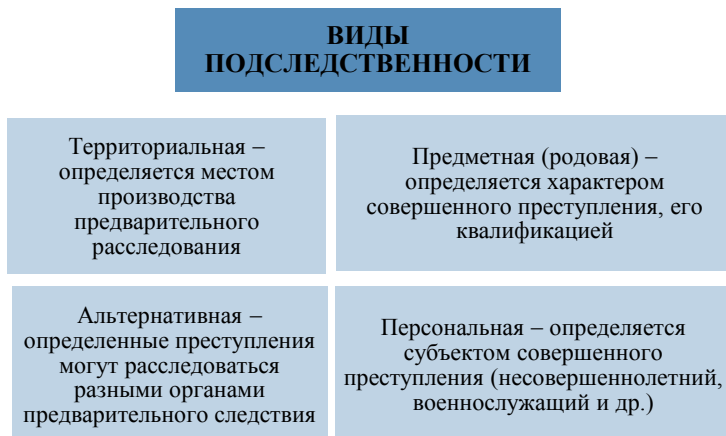 ВИДЫ
ПОДСЛЕДСТВЕННОСТИ
Территориальная –
определяется местом
производства
предварительного
расследования
Предметная (родовая) –
определяется характером
совершенного преступления, его
квалификацией
Альтернативная –
определенные преступления
могут расследоваться
разными органами
предварительного следствия
Персональная – определяется
субъектом совершенного
преступления (несовершеннолетний,
военнослужащий и др.)